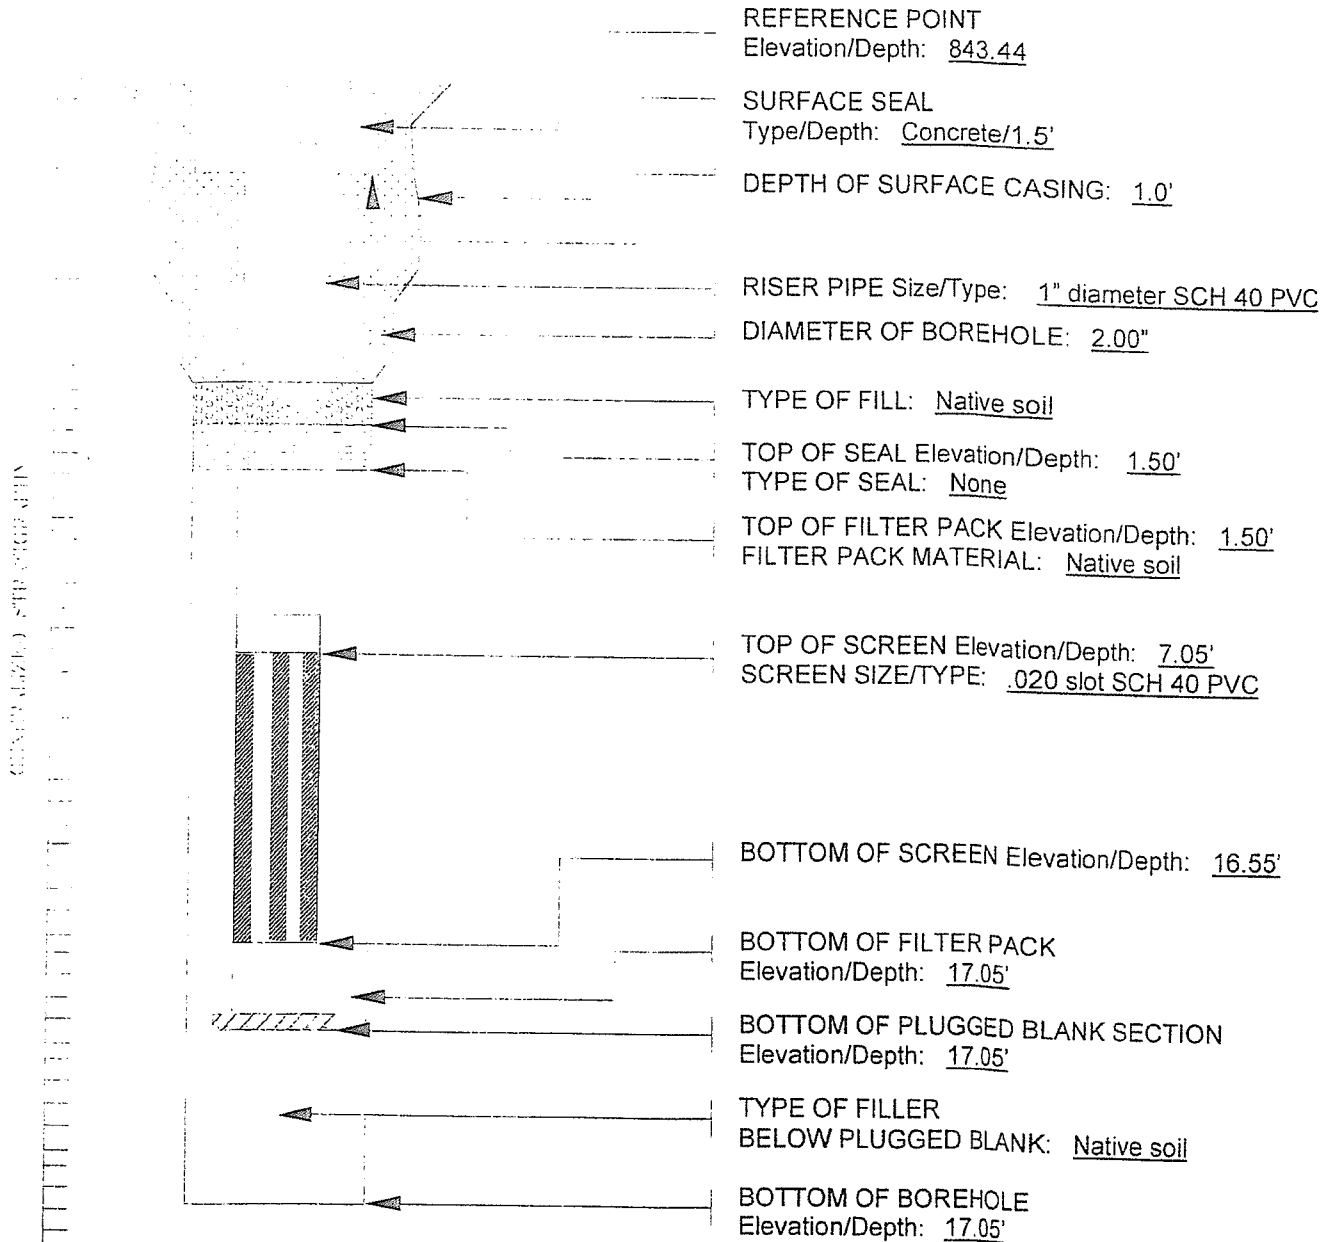 REFERENCE POINT
Elevation/Depth: 843.44
SURFACE SEAL
Type/Depth: Concrete/1.5'
DEPTH OF SURFACE CASING: 1.0'
RISER PIPE Size/Type: 1" diameter SCH 40 PVC
DIAMETER OF BOREHOLE: 2.00"
TYPE OF FILL: Native soil
TOP OF SEAL Elevation/Depth: 1.50'
TYPE OF SEAL: None
TOP OF FILTER PACK Elevation/Depth: 1.50'
FILTER PACK MATERIAL: Native soil
TOP OF SCREEN Elevation/Depth: 7.05'
SCREEN SIZE/TYPE: .020 slot SCH 40 PVC
BOTTOM OF SCREEN Elevation/Depth: 16.55'
BOTTOM OF FILTER PACK
Elevation/Depth: 17.05'
BOTTOM OF PLUGGED BLANK SECTION
Elevation/Depth: 17.05'
TYPE OF FILLER
BELOW PLUGGED BLANK: Native soil
BOTTOM OF BOREHOLE
Elevation/Depth: 17.05'